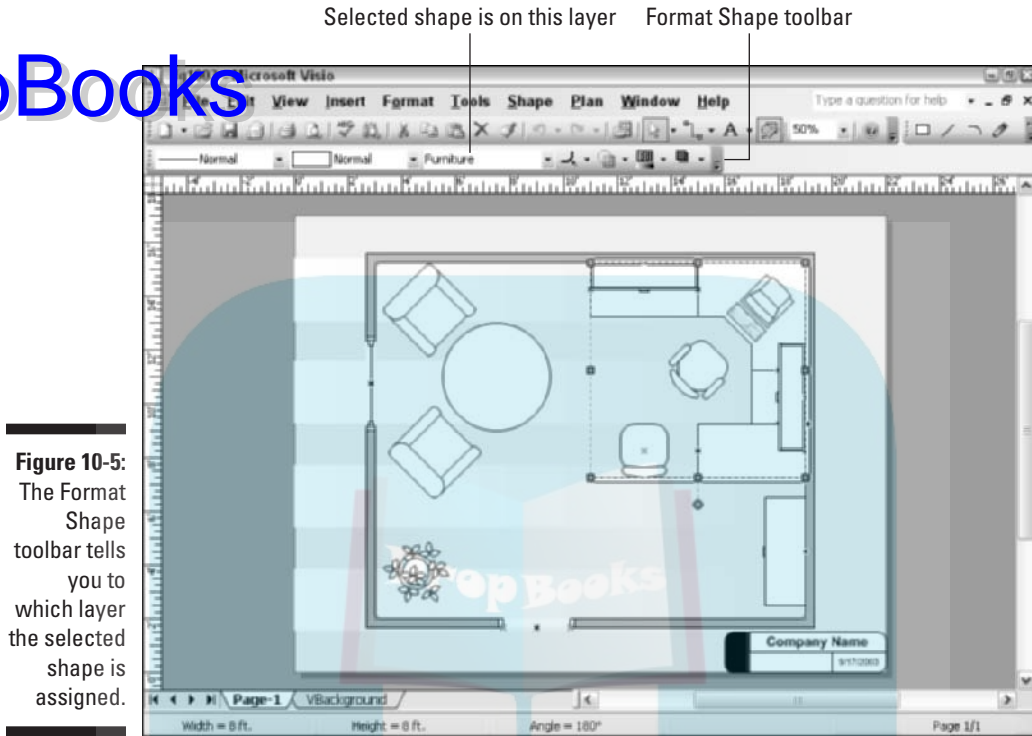 Selected shape is on this layer Format Shape toolbar
pBooks
Microsoft Visio
Edit View Insert Format Tools Shape Plan Window Help Type a question for help
50%
Normal Normal Furniture
DropBooks
Company Name
9/17/2003
Figure 10-5:
The Format
Shape
toolbar tells
you to
which layer
the selected
shape is
assigned.
Page-1 VBackground
Width = 8 ft. Height = 8 ft. Angle = 180° Page 1/1